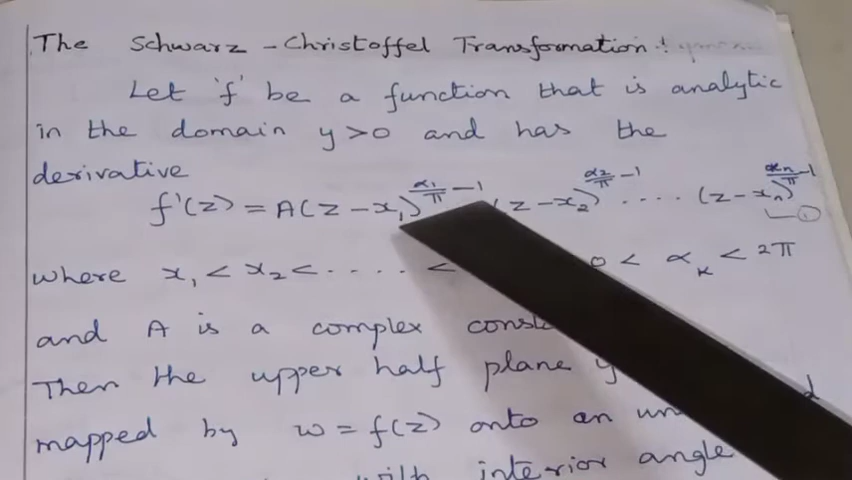 The Schwarz - Christoffel Transformation!
Let 'f' be a function that is analytic
in the domain y>0 and has the
derivative
f'(z) = A(z-x₁)^(α₁/π -1) (z-x₂)^(α₂/π -1) .... (z-xₙ)^(αₙ/π -1) —①
where x₁ < x₂ < ..... < 0 < αₖ < 2π
and A is a complex
Then the upper half plane
mapped by w = f(z) onto an
with interior angle